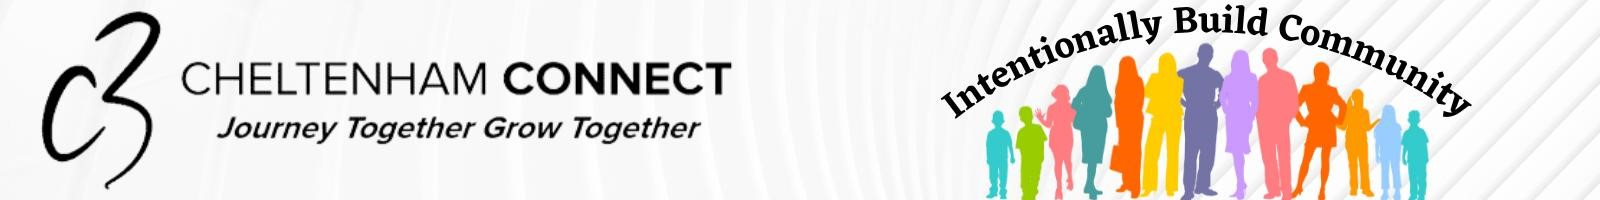 C3
CHELTENHAM CONNECT
Journey Together Grow Together
Intentionally Build Community